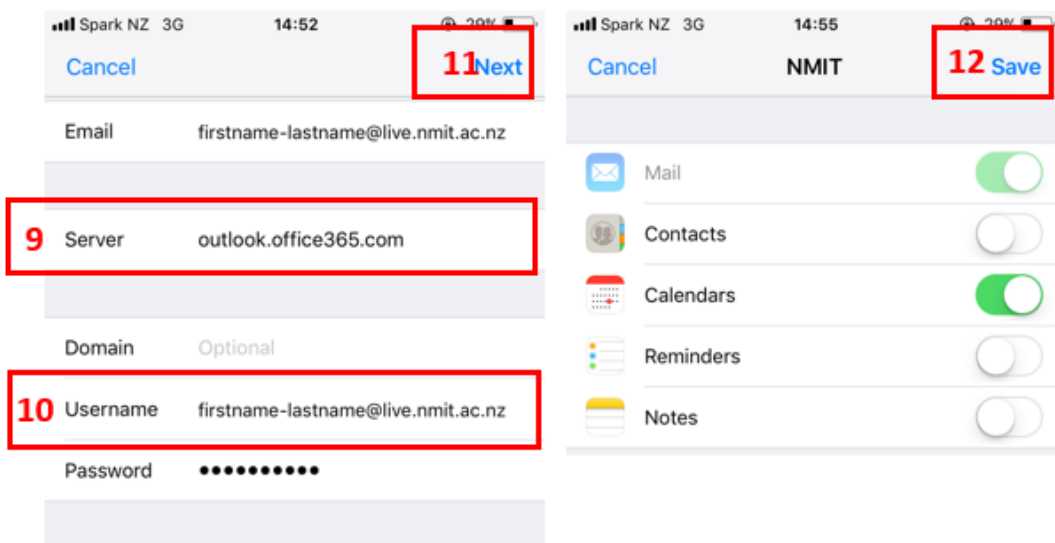 Spark NZ 3G 14:52 29%
Cancel 11 Next
Email firstname-lastname@live.nmit.ac.nz
9 Server outlook.office365.com
Domain Optional
10 Username firstname-lastname@live.nmit.ac.nz
Password ●●●●●●●●●●
Spark NZ 3G 14:55 29%
Cancel NMIT 12 Save
Mail
Contacts
Calendars
Reminders
Notes